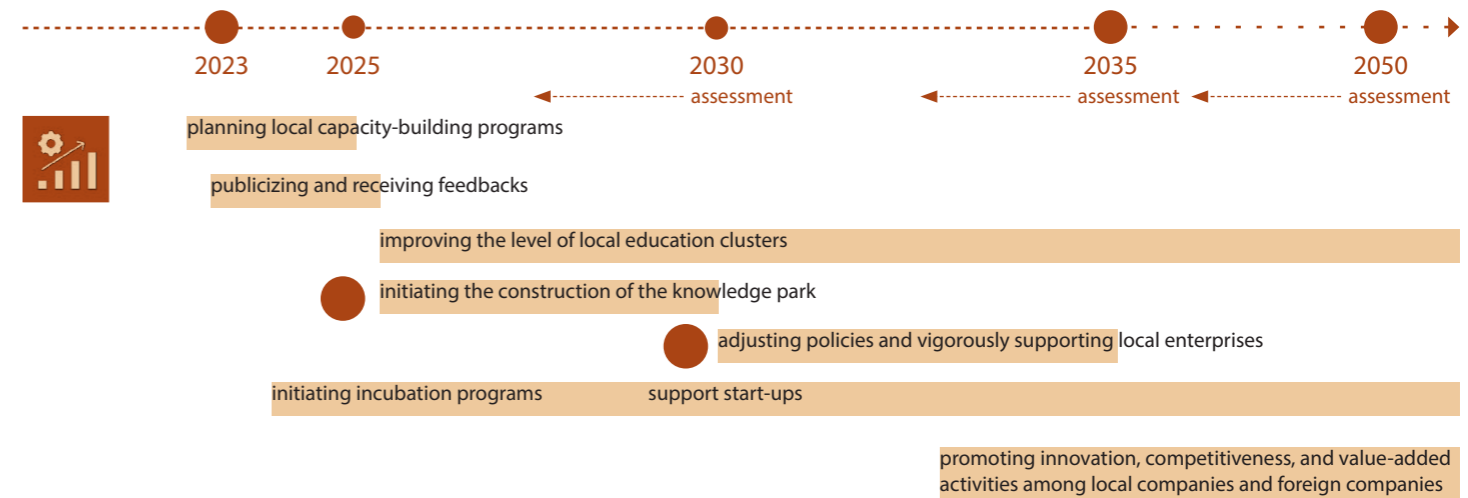 2023 2025 2030 2035 2050
assessment assessment assessment
planning local capacity-building programs
publicizing and receiving feedbacks
improving the level of local education clusters
initiating the construction of the knowledge park
adjusting policies and vigorously supporting local enterprises
initiating incubation programs support start-ups
promoting innovation, competitiveness, and value-added
activities among local companies and foreign companies